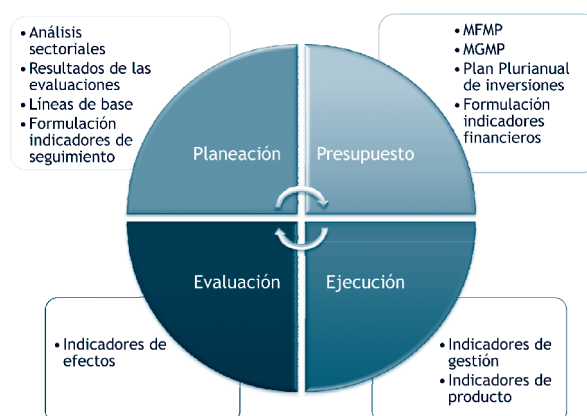 • Análisis
sectoriales
• Resultados de las
evaluaciones
• Líneas de base
• Formulación
indicadores de
seguimiento
• MFMP
• MGMP
• Plan Plurianual
de inversiones
• Formulación
indicadores
financieros
Planeación
Presupuesto
Evaluación
Ejecución
• Indicadores de
efectos
• Indicadores de
gestión
• Indicadores de
producto